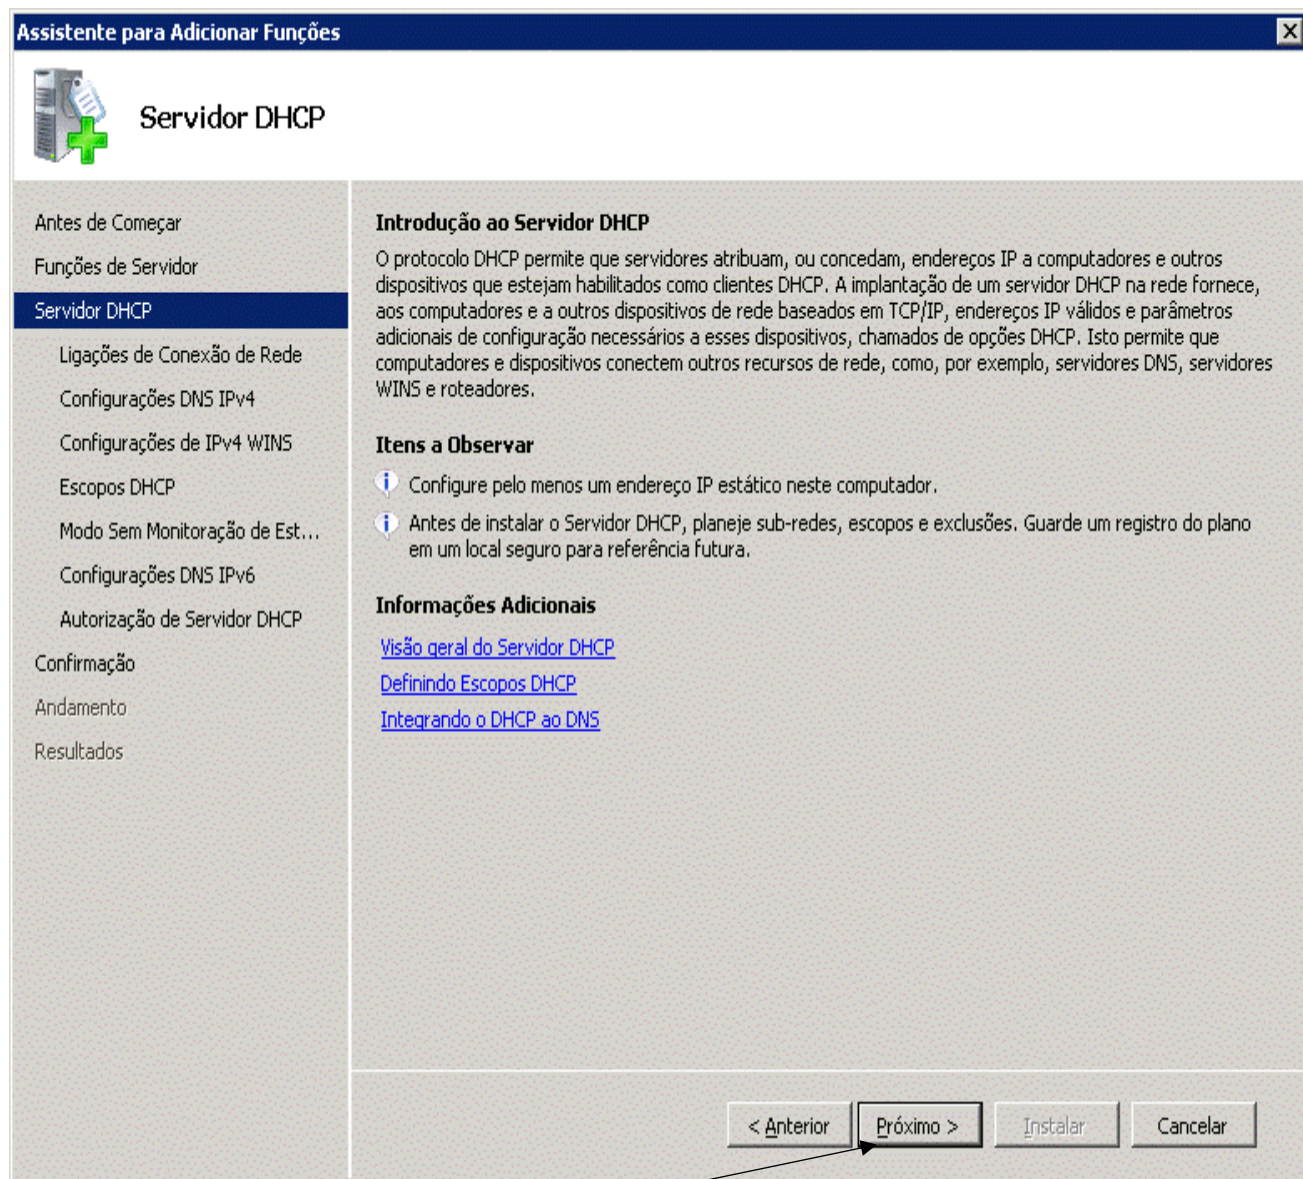 Assistente para Adicionar Funções
Servidor DHCP
Antes de Começar
Funções de Servidor
Servidor DHCP
Ligações de Conexão de Rede
Configurações DNS IPv4
Configurações de IPv4 WINS
Escopos DHCP
Modo Sem Monitoração de Est...
Configurações DNS IPv6
Autorização de Servidor DHCP
Confirmação
Andamento
Resultados
Introdução ao Servidor DHCP
O protocolo DHCP permite que servidores atribuam, ou concedam, endereços IP a computadores e outros
dispositivos que estejam habilitados como clientes DHCP. A implantação de um servidor DHCP na rede fornece,
aos computadores e a outros dispositivos de rede baseados em TCP/IP, endereços IP válidos e parâmetros
adicionais de configuração necessários a esses dispositivos, chamados de opções DHCP. Isto permite que
computadores e dispositivos conectem outros recursos de rede, como, por exemplo, servidores DNS, servidores
WINS e roteadores.
Itens a Observar
Configure pelo menos um endereço IP estático neste computador.
Antes de instalar o Servidor DHCP, planeje sub-redes, escopos e exclusões. Guarde um registro do plano
em um local seguro para referência futura.
Informações Adicionais
Visão geral do Servidor DHCP
Definindo Escopos DHCP
Integrando o DHCP ao DNS
< Anterior
Próximo >
Instalar
Cancelar